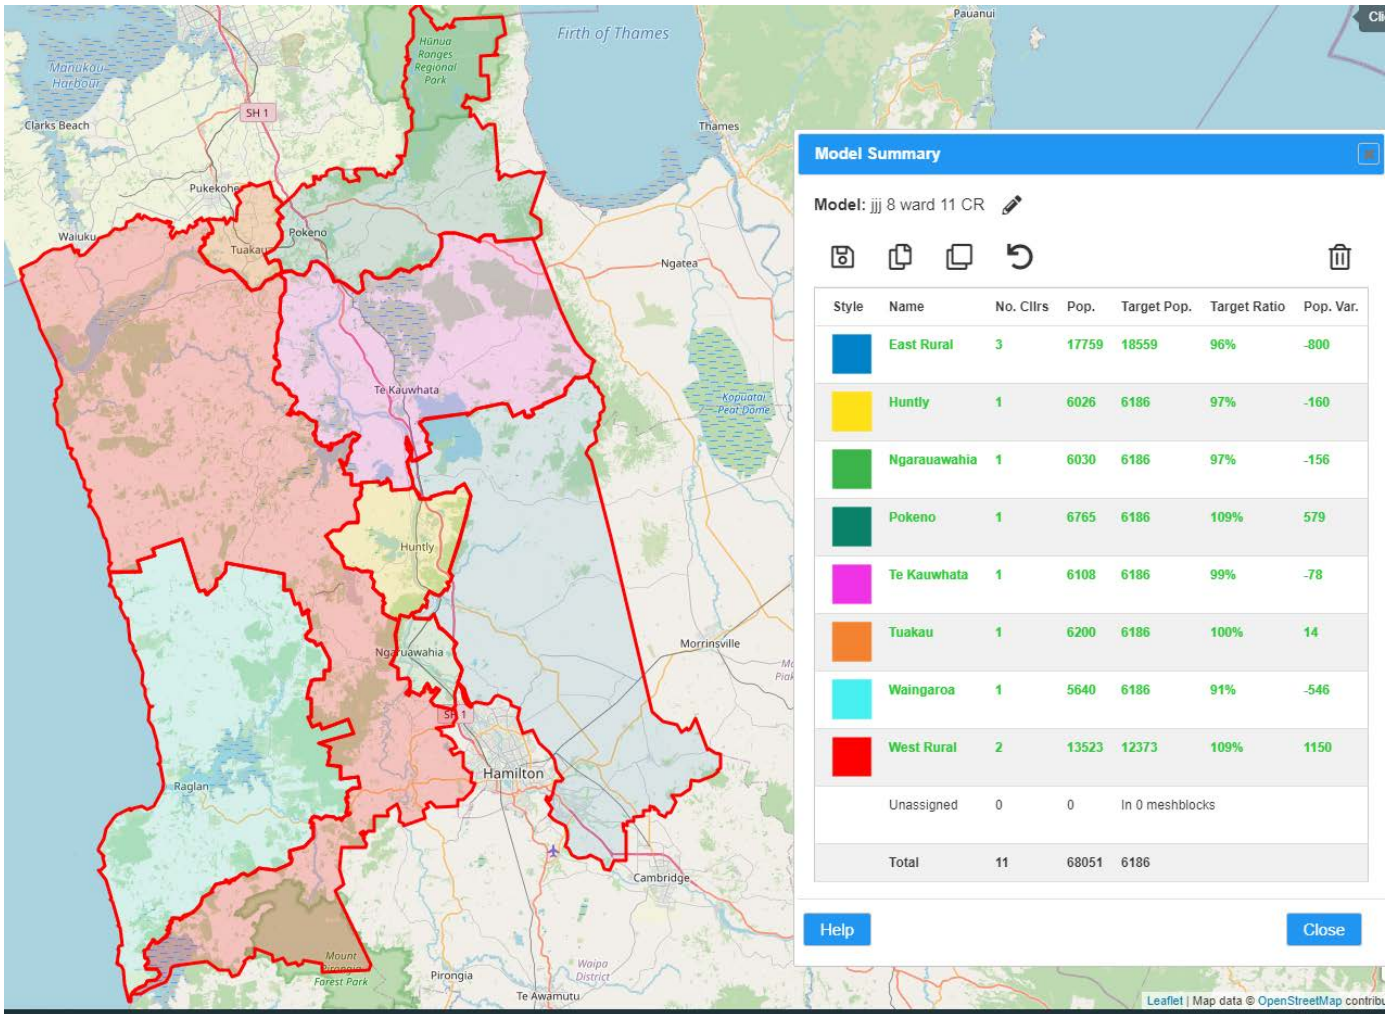 Firth of Thames
Pauanui
Clic
Hūnua
Ranges
Regional
Park
Manukau
Harbour
SH 1
Clarks Beach
Thames
Pukekohe
Waiuku
Tuakau
Pokeno
Ngatea
Te Kauwhata
Kopuatai
Peat Dome
Huntly
Ngaruawahia
Morrinsville
SH 1
Hamilton
Raglan
Cambridge
Mount
Pirongia
Forest Park
Pirongia
Waipa
District
Te Awamutu
Model Summary
Model: jjj 8 ward 11 CR
Style Name No. Cllrs Pop. Target Pop. Target Ratio Pop. Var.
East Rural 3 17759 18559 96% -800
Huntly 1 6026 6186 97% -160
Ngarauawahia 1 6030 6186 97% -156
Pokeno 1 6765 6186 109% 579
Te Kauwhata 1 6108 6186 99% -78
Tuakau 1 6200 6186 100% 14
Waingaroa 1 5640 6186 91% -546
West Rural 2 13523 12373 109% 1150
Unassigned 0 0 In 0 meshblocks
Total 11 68051 6186
Help
Close
Leaflet | Map data © OpenStreetMap contribu